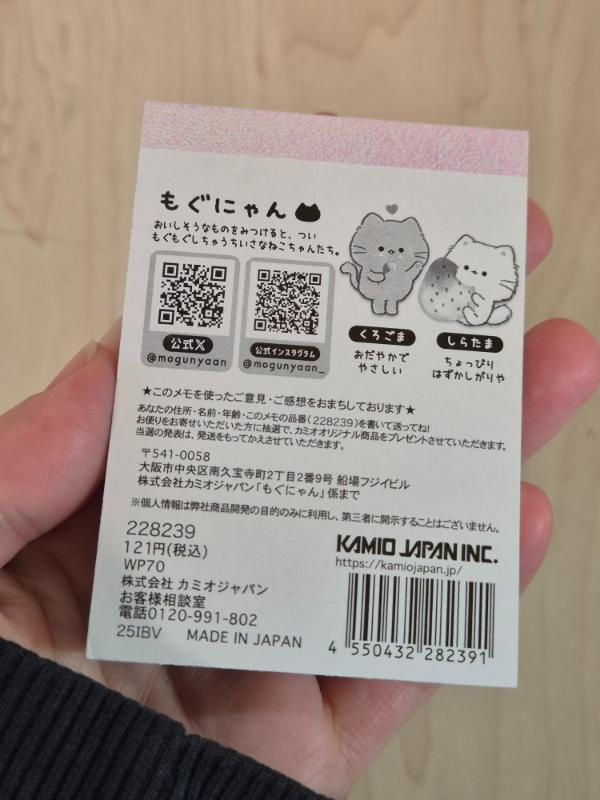 もぐにゃん
おいしそうなものをみつけると、つい
もぐもぐしちゃうちいさなねこちゃんたち。
公式X
@mogunyaan
公式インスタグラム
@mogunyaan_
くろごま
おだやかで
やさしい
しらたま
ちょっぴり
はずかしがりや
★このメモを使ったご意見・ご感想をおまちしております★
あなたの住所・名前・年齢・このメモの品番(228239)を書いて送ってね!
お便りをお寄せいただいた方に抽選で、カミオオリジナル商品をプレゼントさせていただきます。
当選の発表は、発送をもってかえさせていただきます。
〒541-0058
大阪市中央区南久宝寺町2丁目2番9号 船場フジイビル
株式会社カミオジャパン「もぐにゃん」係まで
※個人情報は弊社商品開発の目的のみに利用し、第三者に開示することはございません。
228239
121円(税込)
WP70
株式会社 カミオジャパン
お客様相談室
電話0120-991-802
25IBV MADE IN JAPAN
KAMIO JAPAN INC.
https://kamiojapan.jp/
4 550432 282391